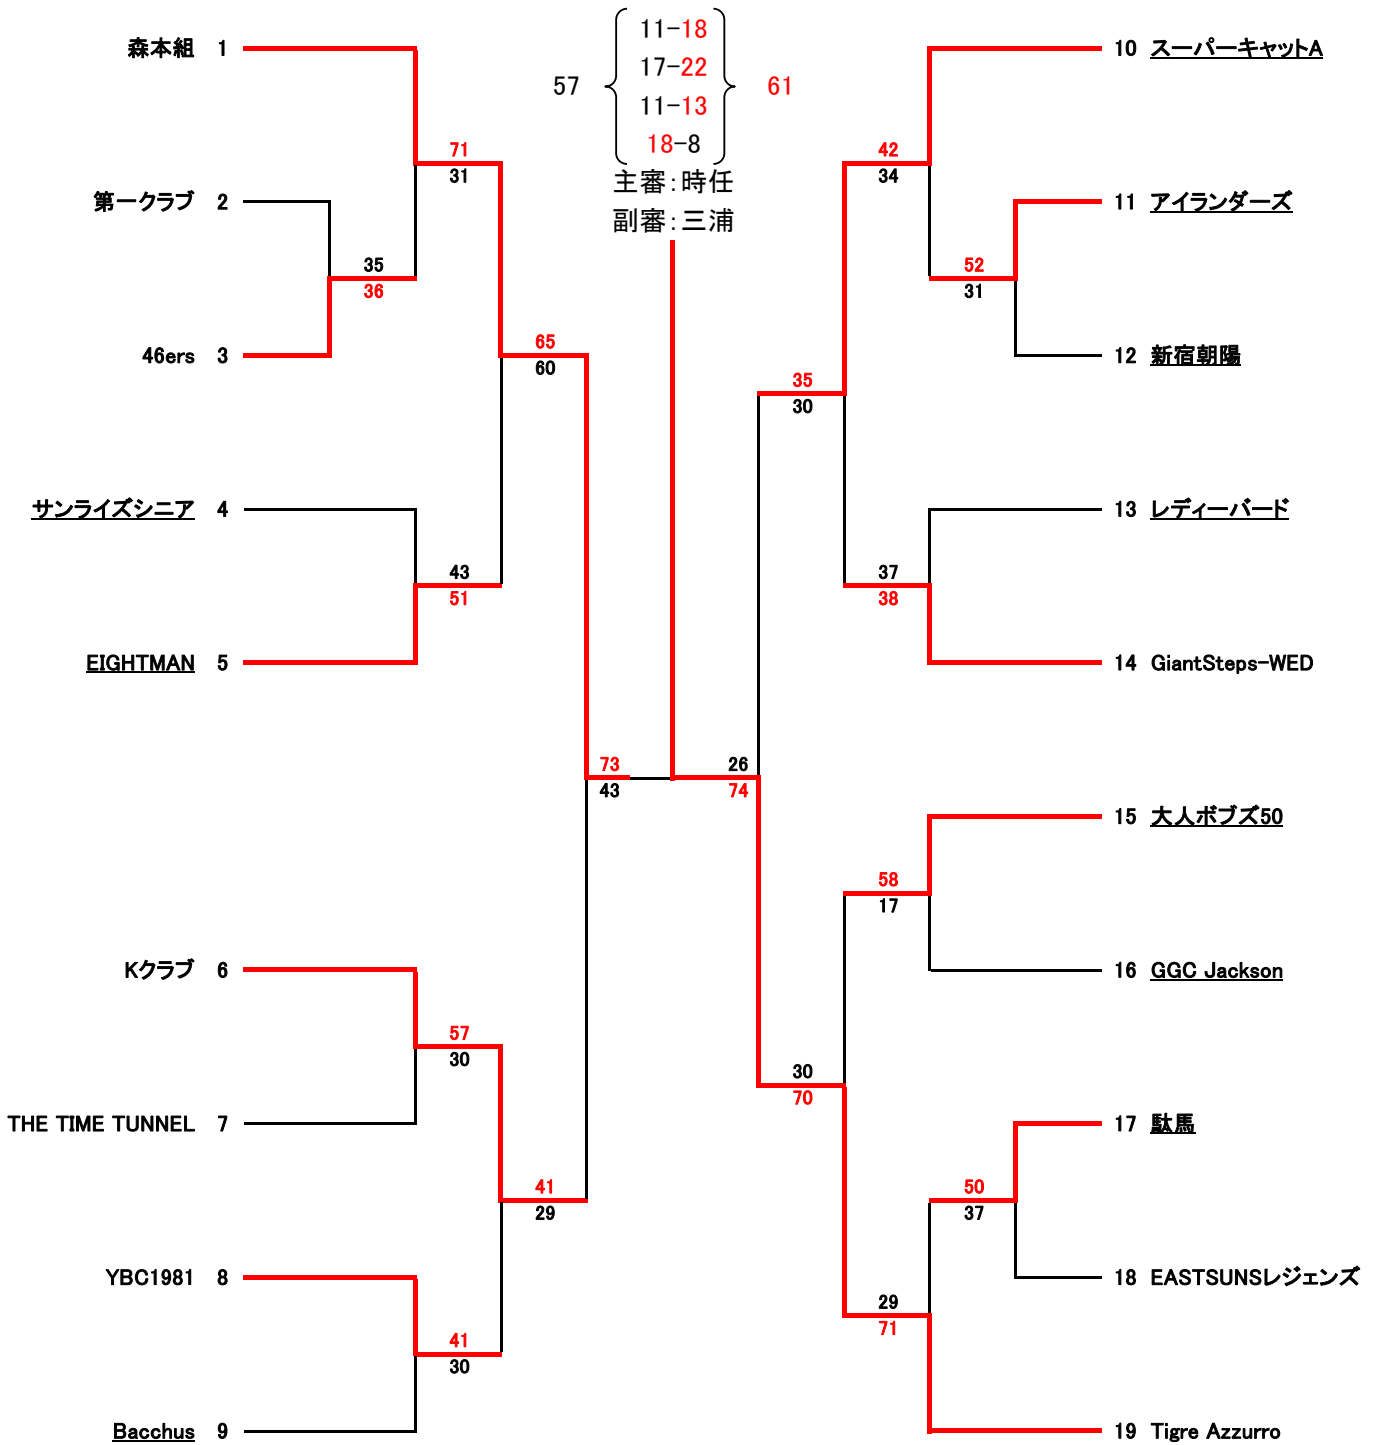 11-18
17-22
57 61
11-13
18-8
主審:時任
副審:三浦
森本組 1
71
31
第一クラブ 2
35
36
46ers 3
65
60
サンライズシニア 4
43
51
EIGHTMAN 5
73
43
Kクラブ 6
57
30
THE TIME TUNNEL 7
41
29
YBC1981 8
41
30
Bacchus 9
10 スーパーキャットA
42
34
11 アイランダーズ
52
31
12 新宿朝陽
35
30
13 レディーバード
37
38
14 GiantSteps-WED
26
74
15 大人ボブズ50
58
17
16 GGC Jackson
30
70
17 駄馬
50
37
18 EASTSUNSレジェンズ
29
71
19 Tigre Azzurro